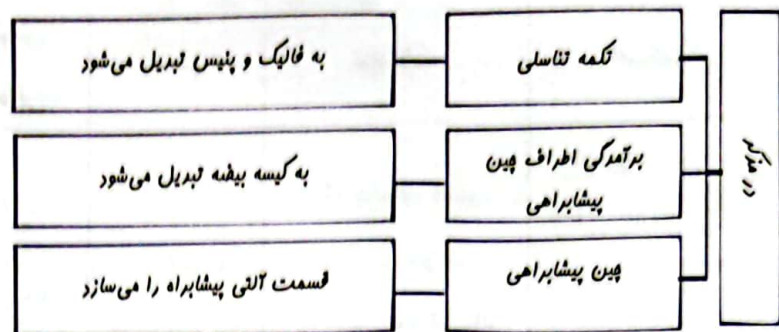 در مذکر
تکمه تناسلی
به فالیک و پنیس تبدیل می‌شود
برآمدگی اطراف چین
پیشابراهی
به کیسه بیضه تبدیل می‌شود
چین پیشابراهی
قسمت آلتی پیشابراه را می‌سازد